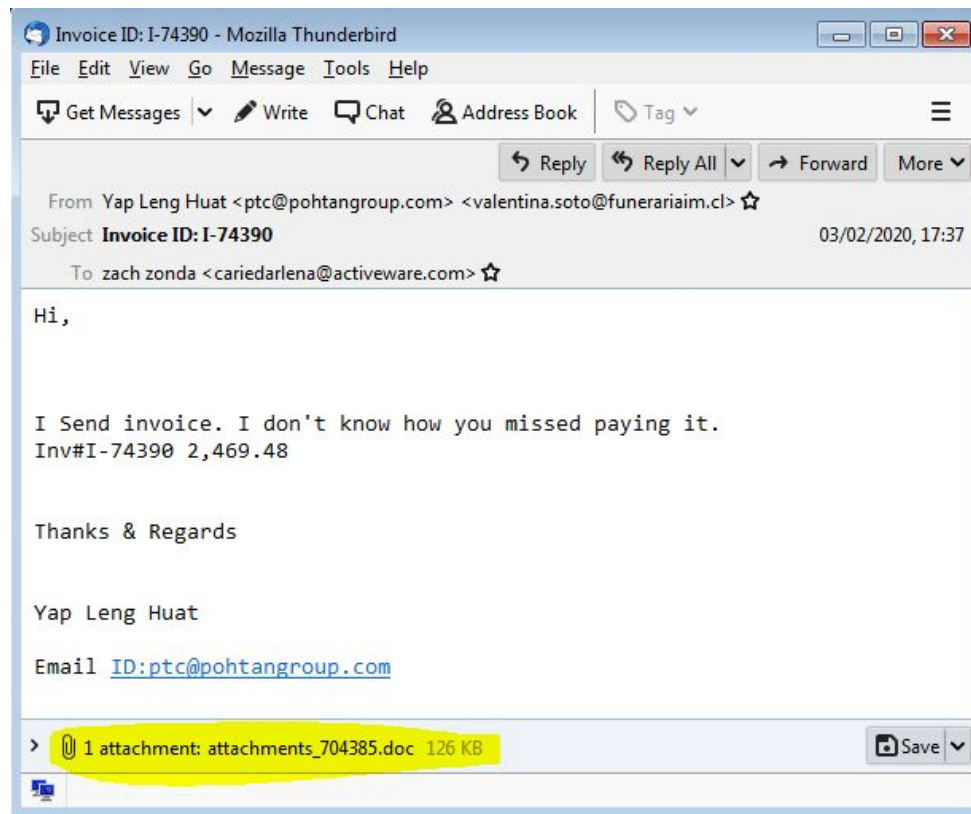 Invoice ID: I-74390 - Mozilla Thunderbird
File Edit View Go Message Tools Help
Get Messages Write Chat Address Book Tag
Reply Reply All Forward More
From Yap Leng Huat <ptc@pohtangroup.com> <valentina.soto@funerariaim.cl>
Subject Invoice ID: I-74390 03/02/2020, 17:37
To zach zonda <cariedarlena@activeware.com>
Hi,
I Send invoice. I don't know how you missed paying it.
Inv#I-74390 2,469.48
Thanks & Regards
Yap Leng Huat
Email ID:ptc@pohtangroup.com
1 attachment: attachments_704385.doc 126 KB Save